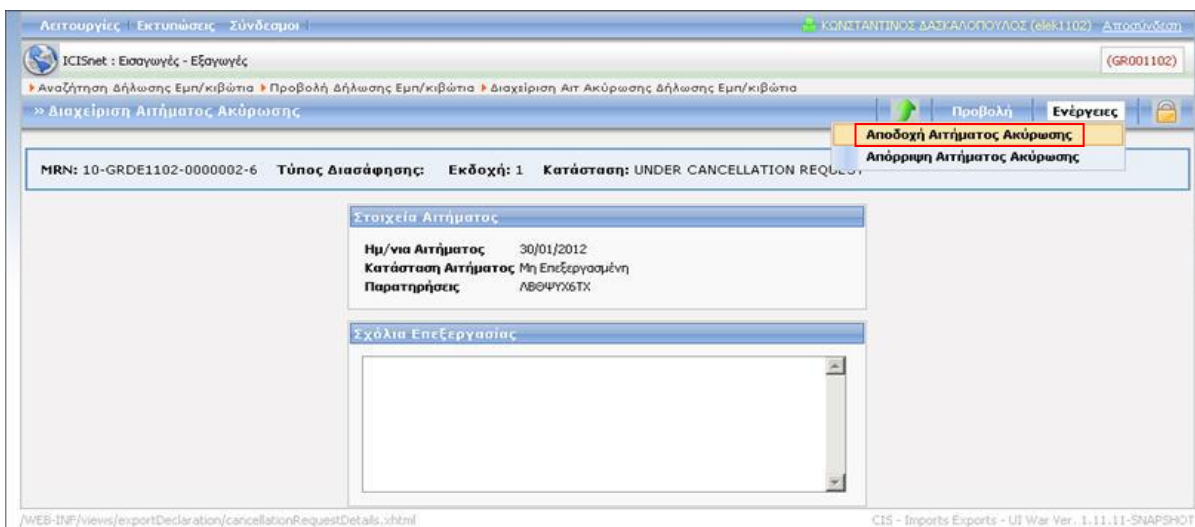 Λειτουργίες Εκτυπώσεις Σύνδεσμοι ΚΩΝΣΤΑΝΤΙΝΟΣ ΔΑΣΚΑΛΟΠΟΥΛΟΣ (elek1102) Αποσύνδεση
ICISnet : Εισαγωγές - Εξαγωγές (GR001102)
Αναζήτηση Δήλωσης Εμπ/κιβώτια Προβολή Δήλωσης Εμπ/κιβώτια Διαχείριση Αιτ Ακύρωσης Δήλωσης Εμπ/κιβώτια
» Διαχείριση Αιτήματος Ακύρωσης Προβολή Ενέργειες
Αποδοχή Αιτήματος Ακύρωσης
Απόρριψη Αιτήματος Ακύρωσης
MRN: 10-GRDE1102-0000002-6 Τύπος Διασάφησης: Εκδοχή: 1 Κατάσταση: UNDER CANCELLATION REQUEST
Στοιχεία Αιτήματος
Ημ/νια Αιτήματος 30/01/2012
Κατάσταση Αιτήματος Μη Επεξεργασμένη
Παρατηρήσεις ΛΒΘΨΥΧ6ΤΧ
Σχόλια Επεξεργασίας
/WEB-INF/views/exportDeclaration/cancellationRequestDetails.xhtml CIS - Imports Exports - UI War Ver. 1.11.11-SNAPSHOT